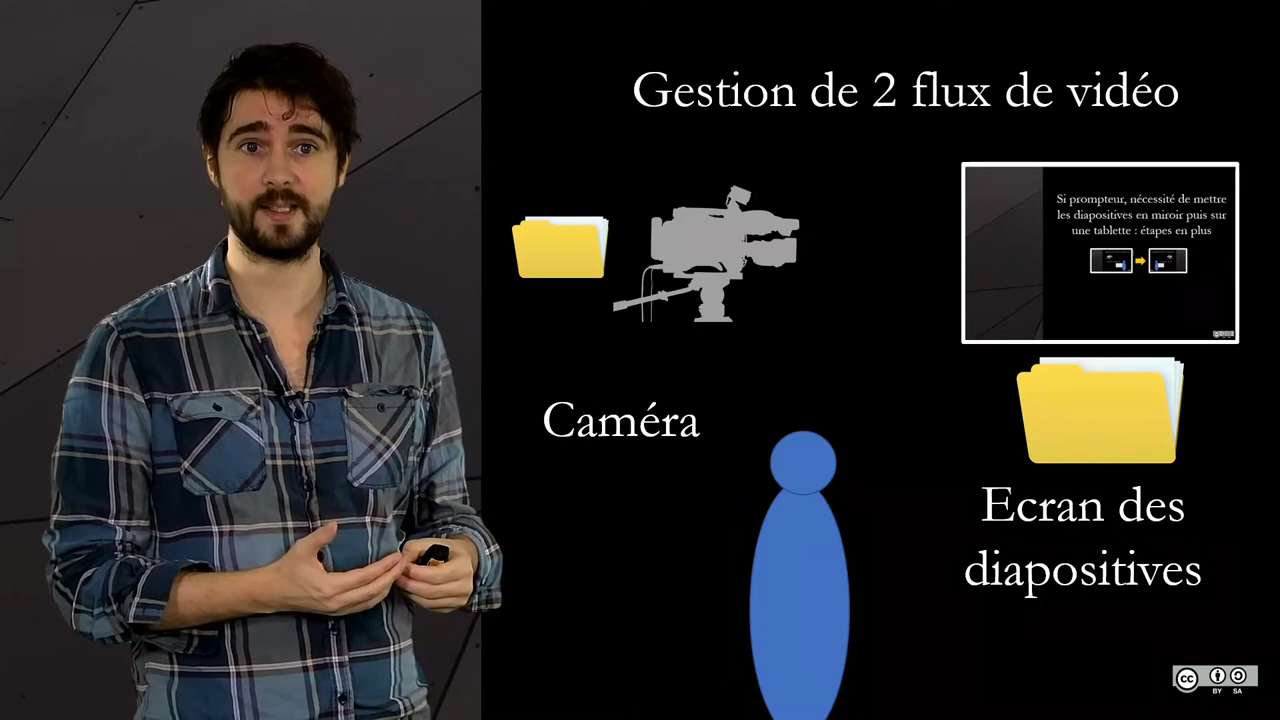 Gestion de 2 flux de vidéo
Si prompteur, nécessité de mettre
les diapositives en miroir puis sur
une tablette : étapes en plus
Caméra
Ecran des
diapositives
cc
BY SA